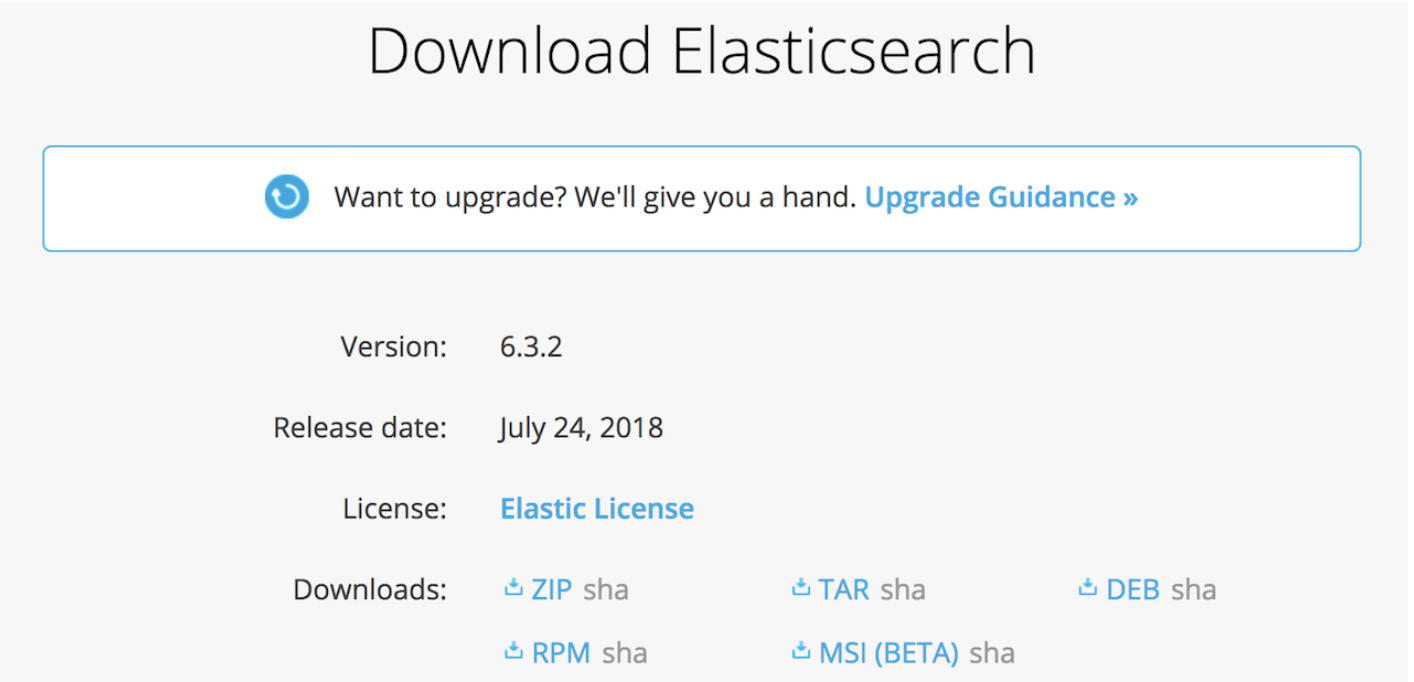 Download Elasticsearch
Want to upgrade? We'll give you a hand. Upgrade Guidance »
Version: 6.3.2
Release date: July 24, 2018
License: Elastic License
Downloads: ZIP sha TAR sha DEB sha
RPM sha MSI (BETA) sha